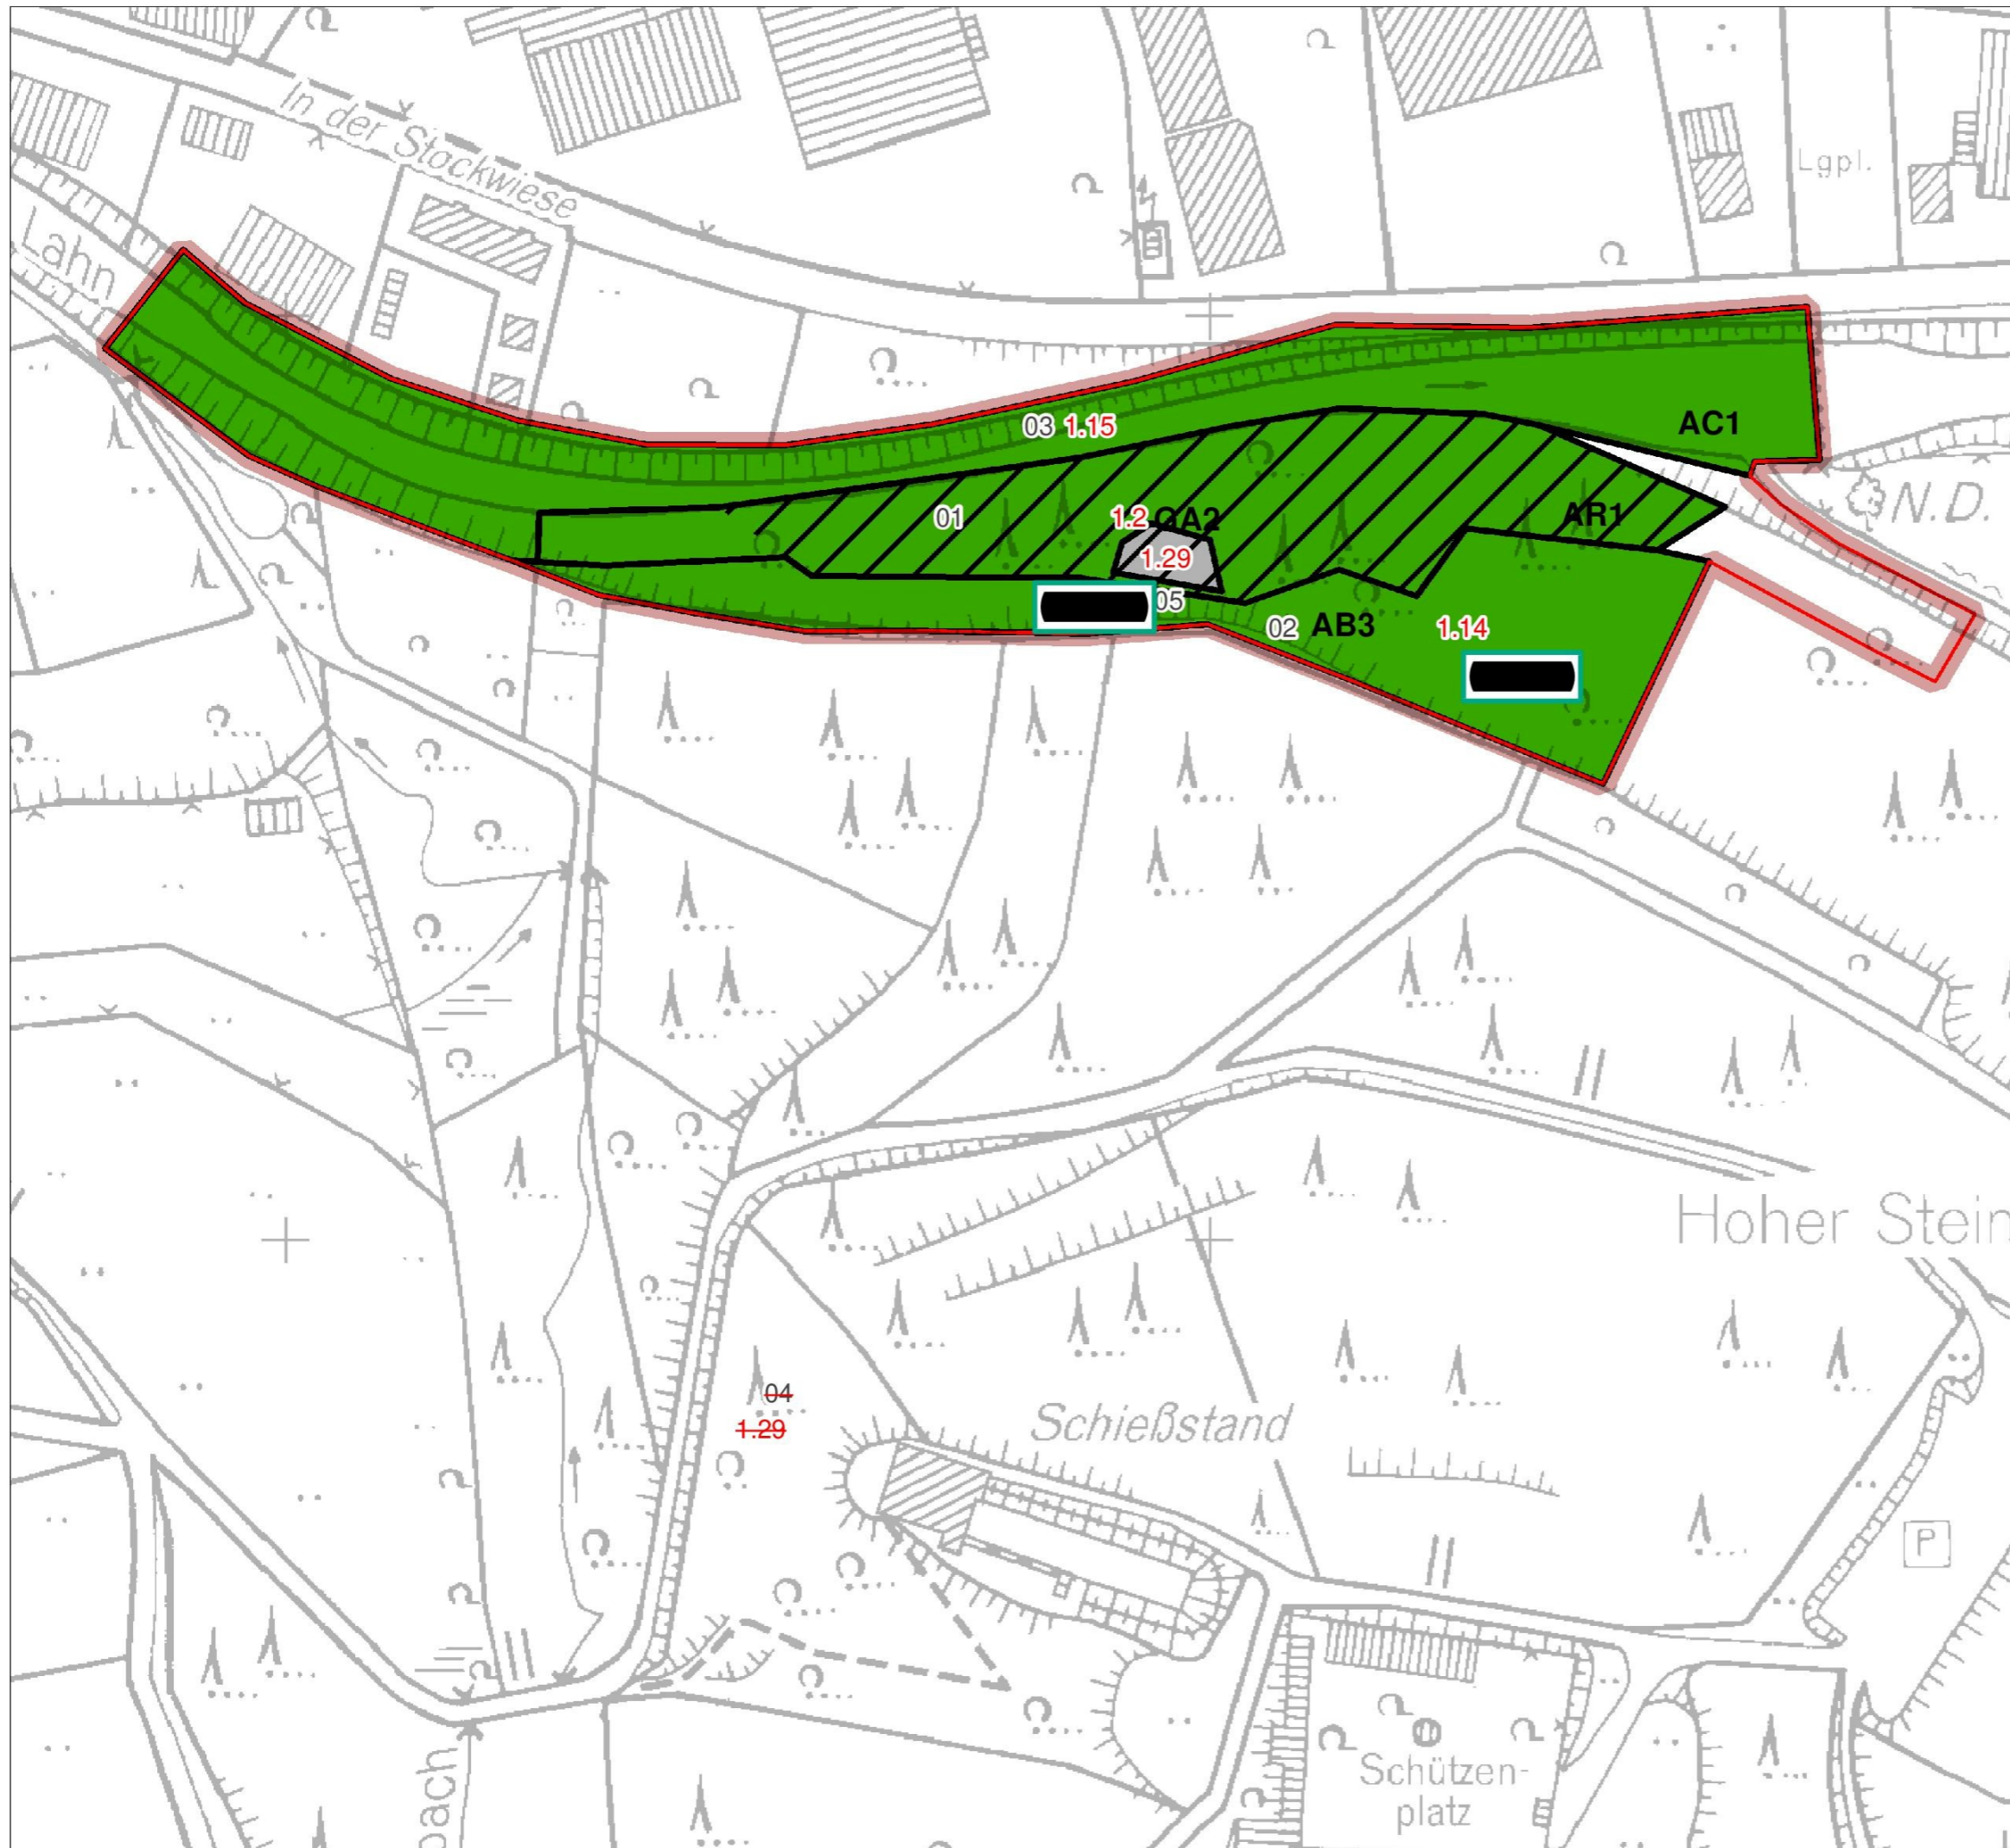 In der Stockwiese
Lgpl.
Lahn
03 1.15
AC1
N.D.
01
1.2
AR1
1.29
05
02 AB3
1.14
Hoher Stein
04
1.29
Schießstand
P
Schützen-
platz
bach